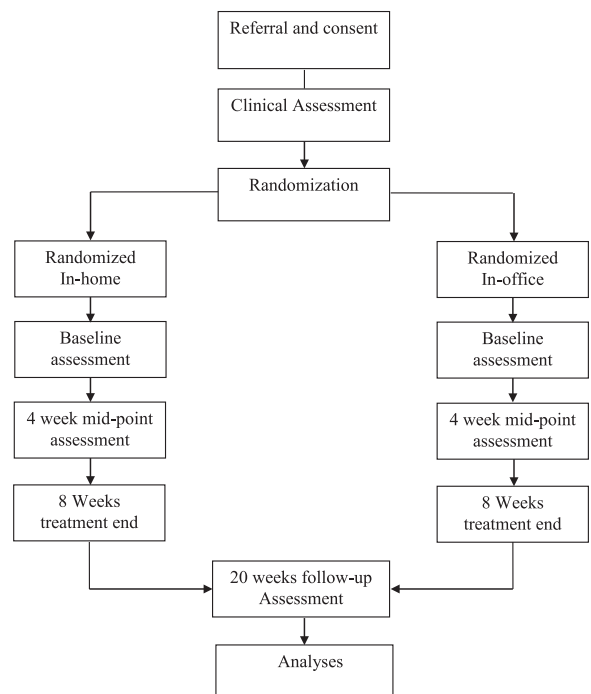 Referral and consent
Clinical Assessment
Randomization
Randomized
In-home
Randomized
In-office
Baseline
assessment
Baseline
assessment
4 week mid-point
assessment
4 week mid-point
assessment
8 Weeks
treatment end
8 Weeks
treatment end
20 weeks follow-up
Assessment
Analyses